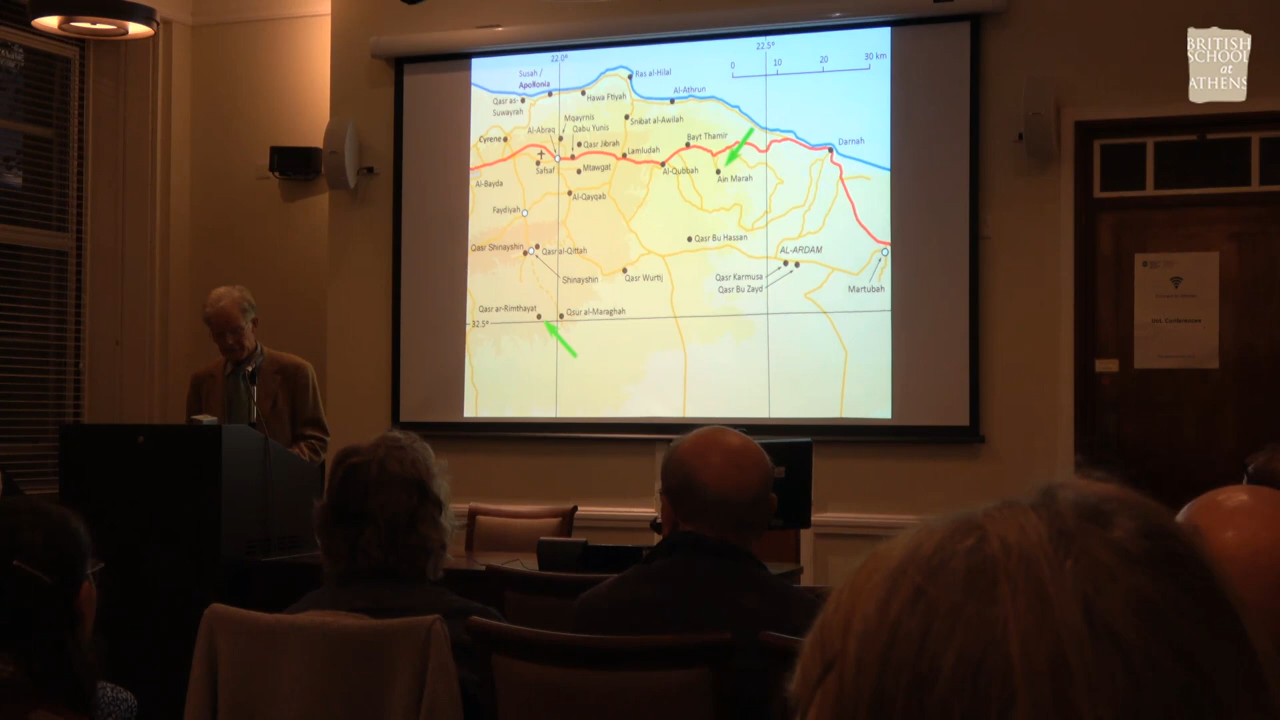 BRITISH
SCHOOL
at
ATHENS
22.0°
22.5°
0 10 20 30 km
Susah /
Apollonia
Ras al-Hilal
Qasr as-
Suwayrah
Hawa Ftiyah
Al-Athrun
Mqayrnis
Snibat al-Awilah
Al-Abraq
Qabu Yunis
Cyrene
Qasr Jibrah
Bayt Thamir
Darnah
Lamludah
Safsaf
Mtawgat
Al-Qubbah
Ain Marah
Al-Bayda
Al-Qayqab
Faydiyah
Qasr Bu Hassan
Qasr Shinayshin
Qasr al-Qittah
AL-ARDAM
Shinayshin
Qasr Wurtij
Qasr Karmusa
Qasr Bu Zayd
Martubah
Qasr ar-Rimthayat
Qsur al-Maraghah
32.5°